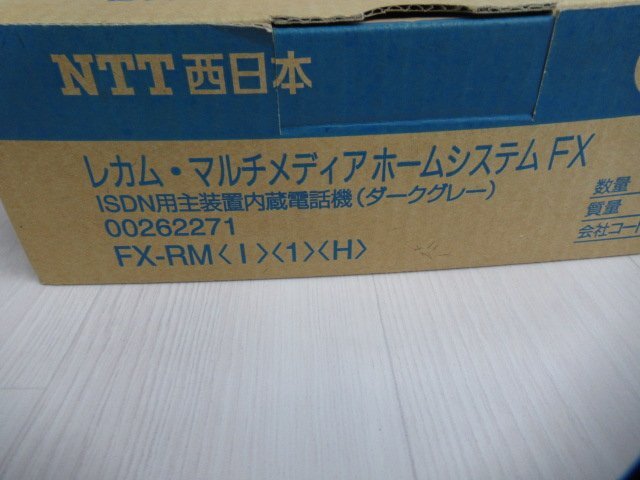 NTT西日本
レカム・マルチメディアホームシステムFX
ISDN用主装置内蔵電話機(ダークグレー)
00262271
FX-RM〈I〉〈1〉〈H〉
数量
質量
会社コード